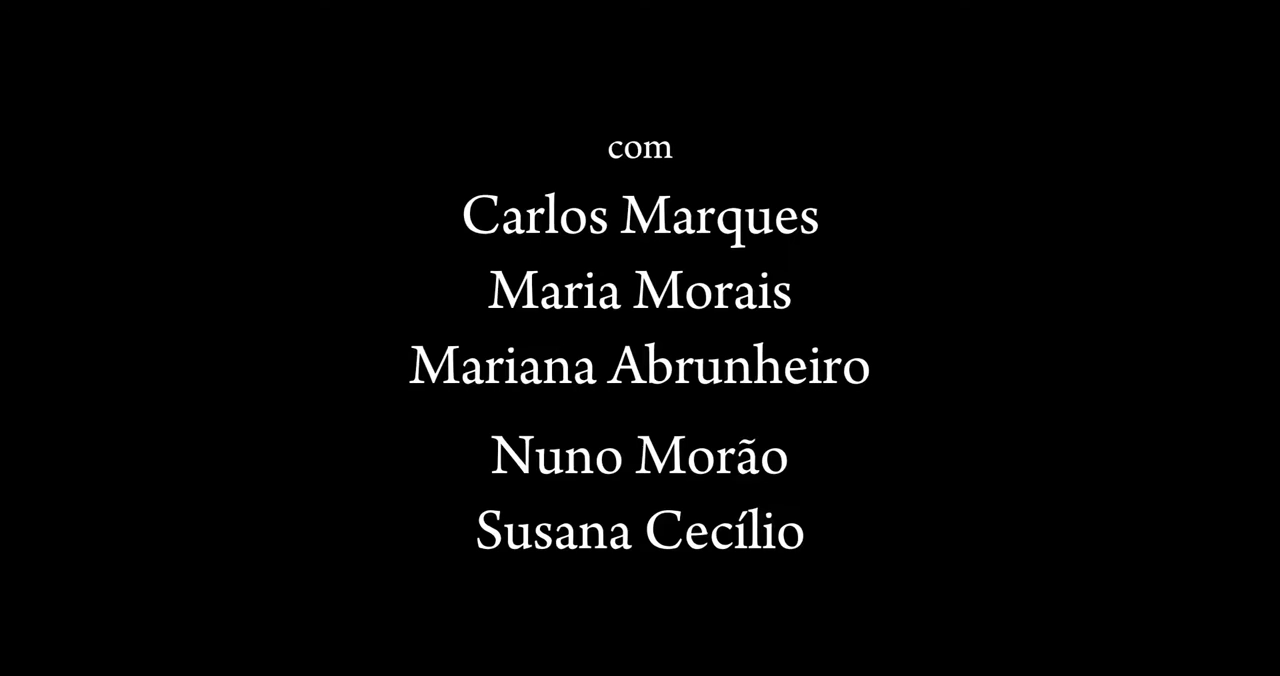 com
Carlos Marques
Maria Morais
Mariana Abrunheiro
Nuno Morão
Susana Cecílio